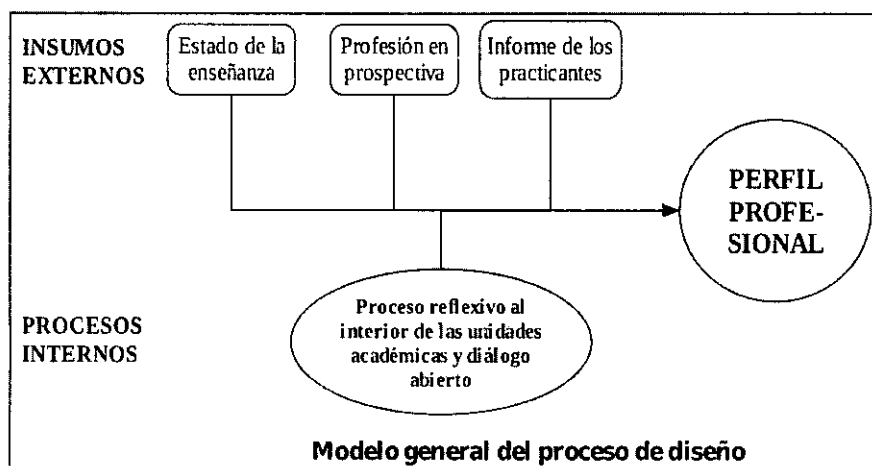 INSUMOS
EXTERNOS
Estado de la
enseñanza
Profesión en
prospectiva
Informe de los
practicantes
PERFIL
PROFE-
SIONAL
PROCESOS
INTERNOS
Proceso reflexivo al
interior de las unidades
académicas y diálogo
abierto
Modelo general del proceso de diseño